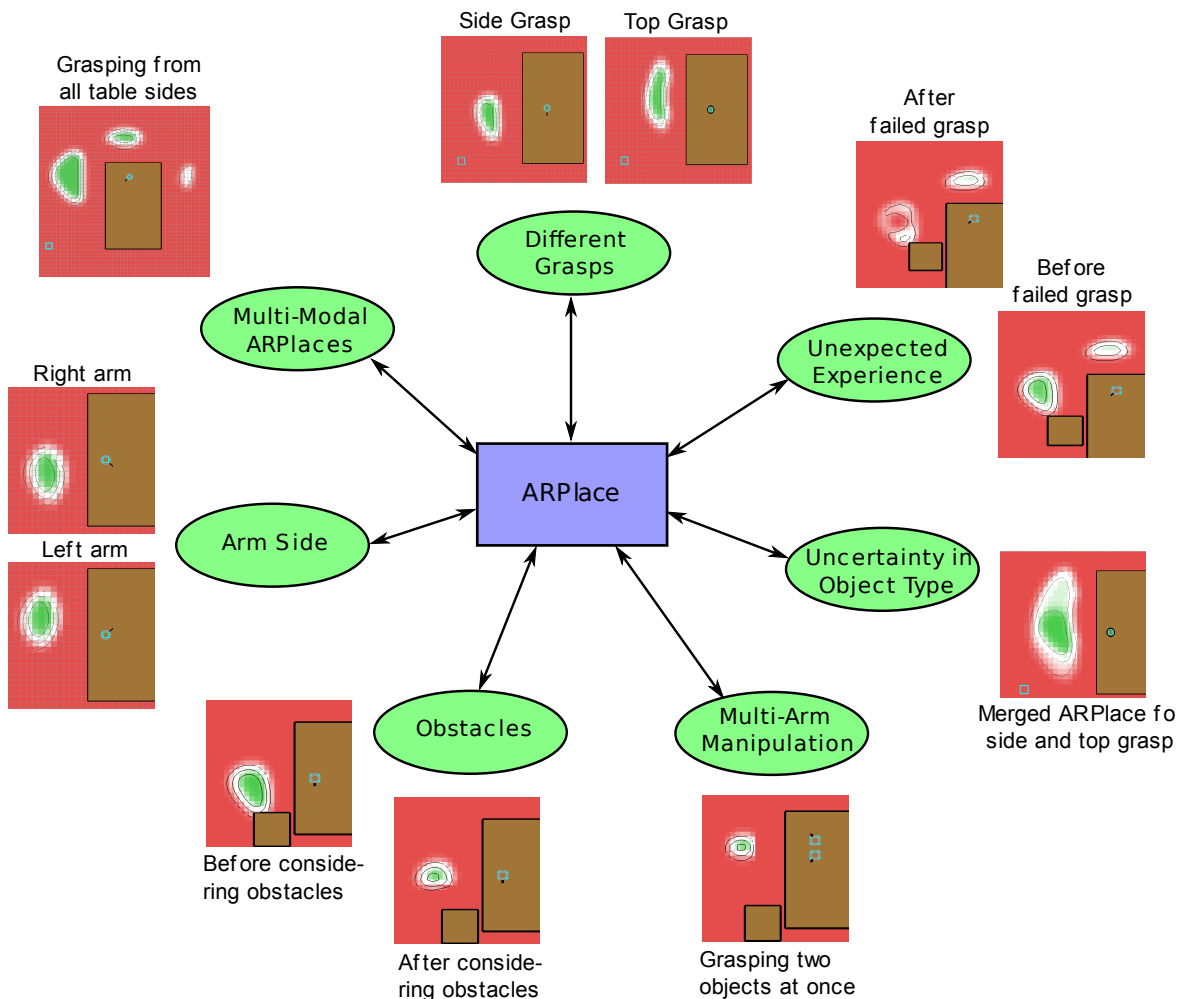 Side Grasp
Top Grasp
Grasping from
all table sides
After
failed grasp
Different
Grasps
Before
failed grasp
Multi-Modal
ARPlaces
Unexpected
Experience
Right arm
ARPlace
Arm Side
Left arm
Uncertainty in
Object Type
Obstacles
Multi-Arm
Manipulation
Merged ARPlace fo
side and top grasp
Before conside-
ring obstacles
After conside-
ring obstacles
Grasping two
objects at once